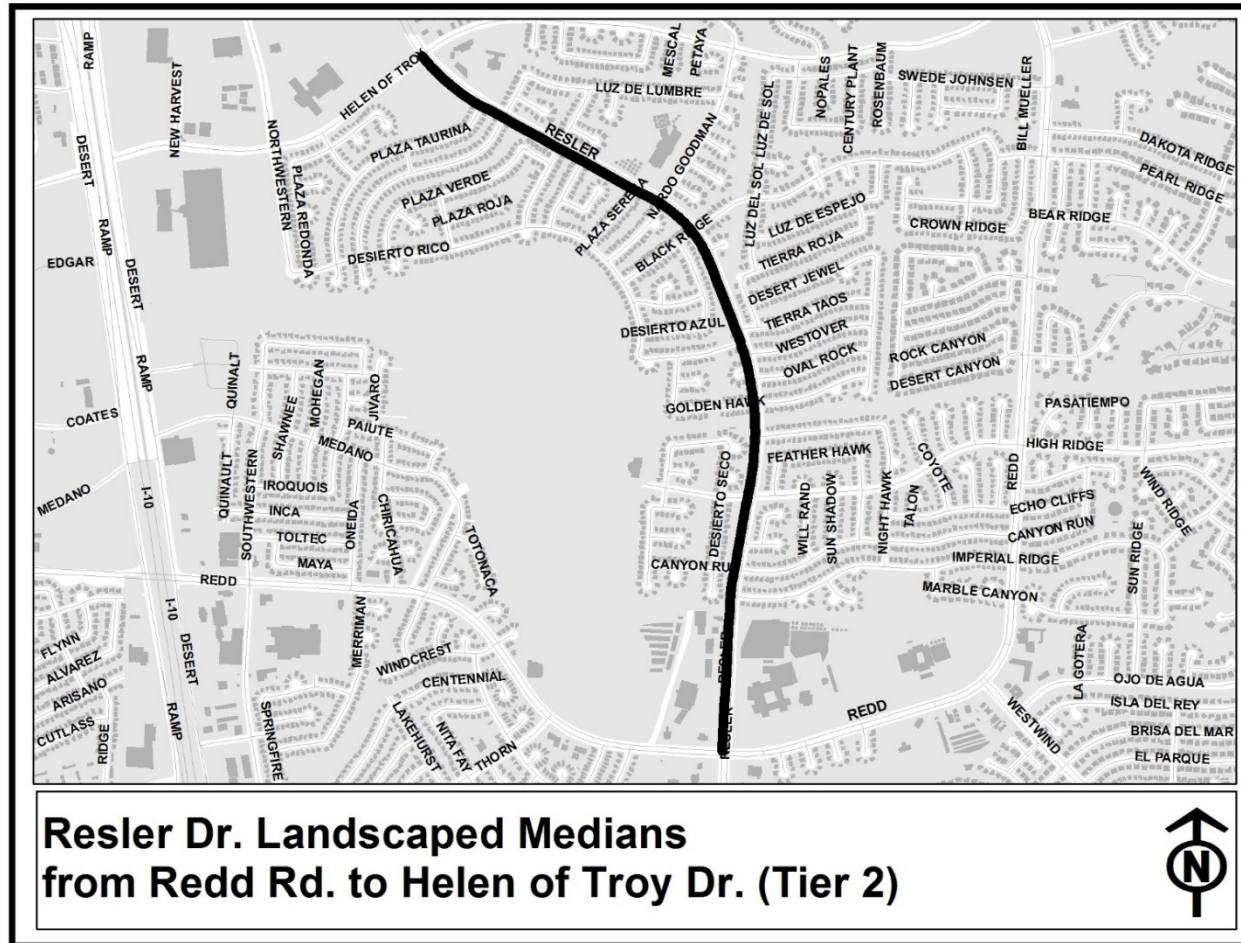 RAMP
NEW HARVEST
HELEN OF TROY
MESCAL
PETAYA
LUZ DE LUMBRE
NOPALES
CENTURY PLANT
ROSENBAUM
SWEDE JOHNSEN
BILL MUELLER
DESERT
NORTHWESTERN
PLAZA TAURINA
RESLER
LUZ DEL SOL
LUZ DE SOL
DAKOTA RIDGE
PEARL RIDGE
PLAZA REDONDA
PLAZA VERDE
PLAZA ROJA
PLAZA SERENA
NARDO GOODMAN
BLACK RIDGE
LUZ DE ESPEJO
CROWN RIDGE
BEAR RIDGE
RAMP
EDGAR
DESERT
DESIERTO RICO
TIERRA ROJA
DESERT JEWEL
TIERRA TAOS
DESIERTO AZUL
WESTOVER
OVAL ROCK
ROCK CANYON
DESERT CANYON
RAMP
QUINALT
MOHEGAN
JIVARO
SHAWNEE
GOLDEN HAWK
PASATIEMPO
COATES
PAIUTE
MEDANO
FEATHER HAWK
COYOTE
REDD
HIGH RIDGE
MEDANO
I-10
QUINAULT
SOUTHWESTERN
IROQUOIS
INCA
TOLTEC
MAYA
ONEIDA
CHIRICAHUA
TOTONACA
DESIERTO SECO
WILL RAND
SUN SHADOW
NIGHT HAWK
TALON
ECHO CLIFFS
CANYON RUN
WIND RIDGE
CANYON RU
IMPERIAL RIDGE
SUN RIDGE
MARBLE CANYON
REDD
I-10
DESERT
FLYNN
ALVAREZ
ARISANO
CUTLASS
RIDGE
RAMP
MERRIMAN
WINDCREST
CENTENNIAL
SPRINGFIRE
LAKEHURST
NITA FAY
THORN
RESLER
RESLER
REDD
LA GOTERA
WESTWIND
OJO DE AGUA
ISLA DEL REY
BRISA DEL MAR
EL PARQUE
Resler Dr. Landscaped Medians
from Redd Rd. to Helen of Troy Dr. (Tier 2)
N